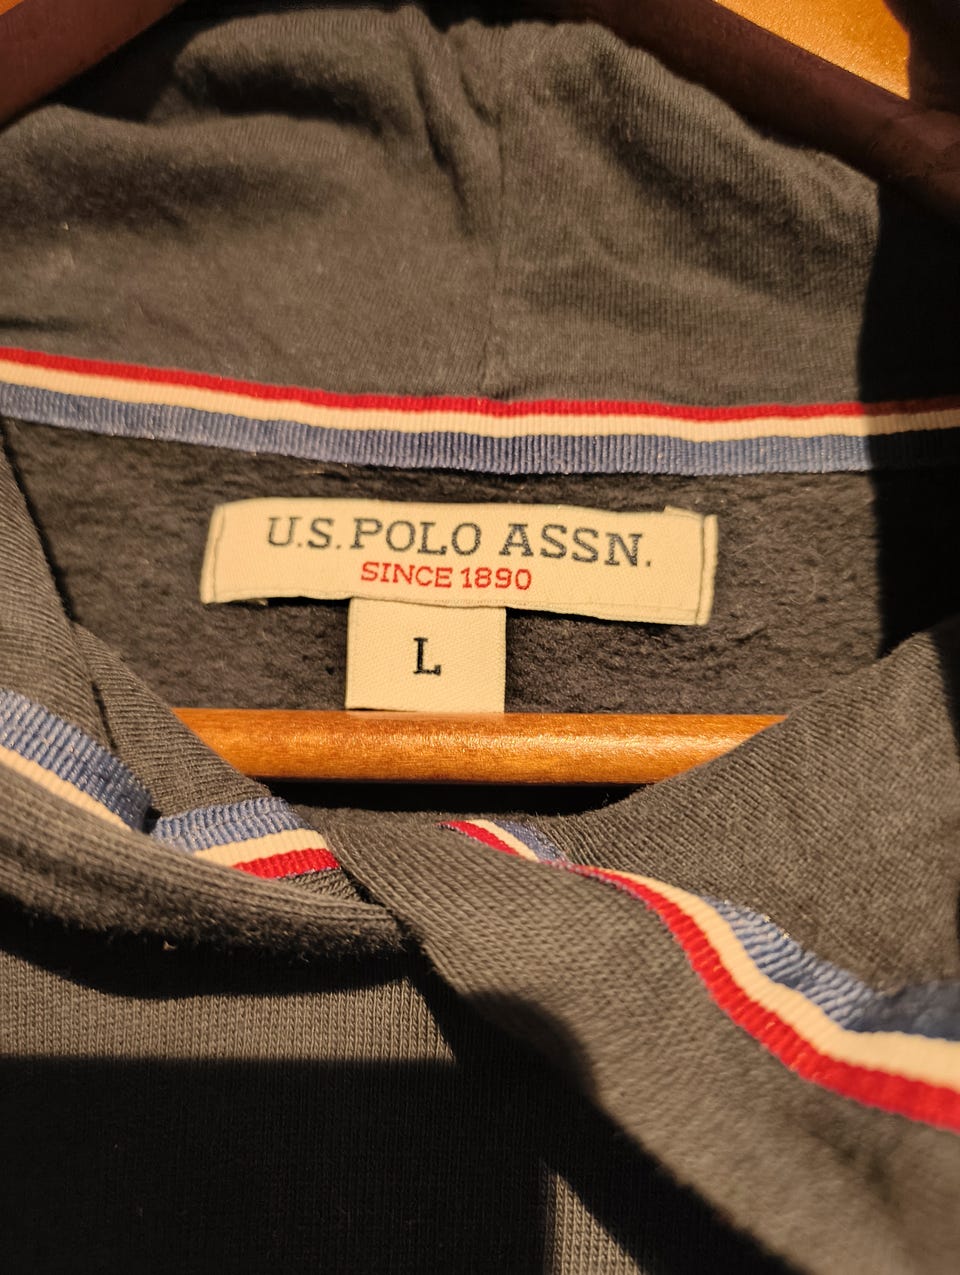 U.S. POLO ASSN.
SINCE 1890
L